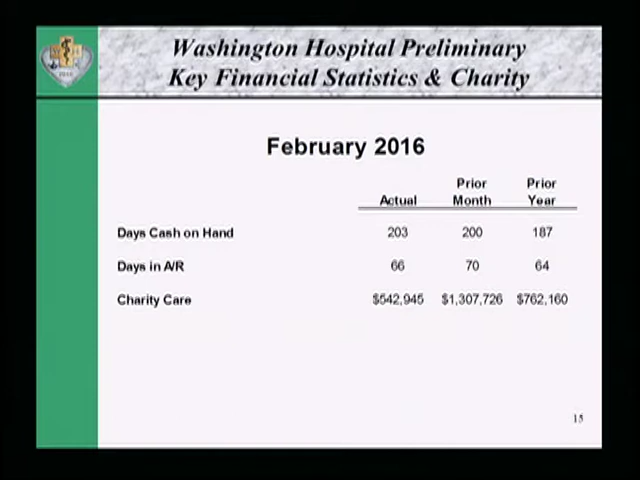 Washington Hospital Preliminary
Key Financial Statistics & Charity
2016
February 2016
Prior Prior
Actual Month Year
Days Cash on Hand 203 200 187
Days in A/R 66 70 64
Charity Care $542,945 $1,307,726 $762,160
15